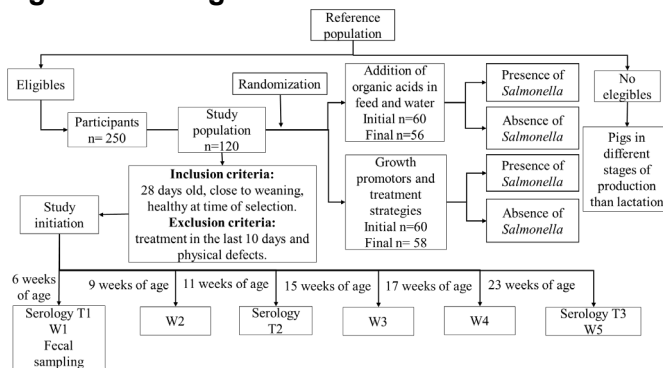 Reference
population
Eligibles
Randomization
Addition of
organic acids in
feed and water
Initial n=60
Final n=56
Presence of
Salmonella
Absence of
Salmonella
No
elegibles
Participants
n= 250
Study
population
n=120
Pigs in
different
stages of
production
than lactation
Growth
promotors and
treatment
strategies
Initial n=60
Final n= 58
Presence of
Salmonella
Absence of
Salmonella
Inclusion criteria:
28 days old, close to weaning,
healthy at time of selection.
Exclusion criteria:
treatment in the last 10 days and
physical defects.
Study
initiation
6 weeks
of age
9 weeks of age
11 weeks of age
15 weeks of age
17 weeks of age
23 weeks of age
Serology T1
W1
Fecal
sampling
W2
Serology
T2
W3
W4
Serology T3
W5